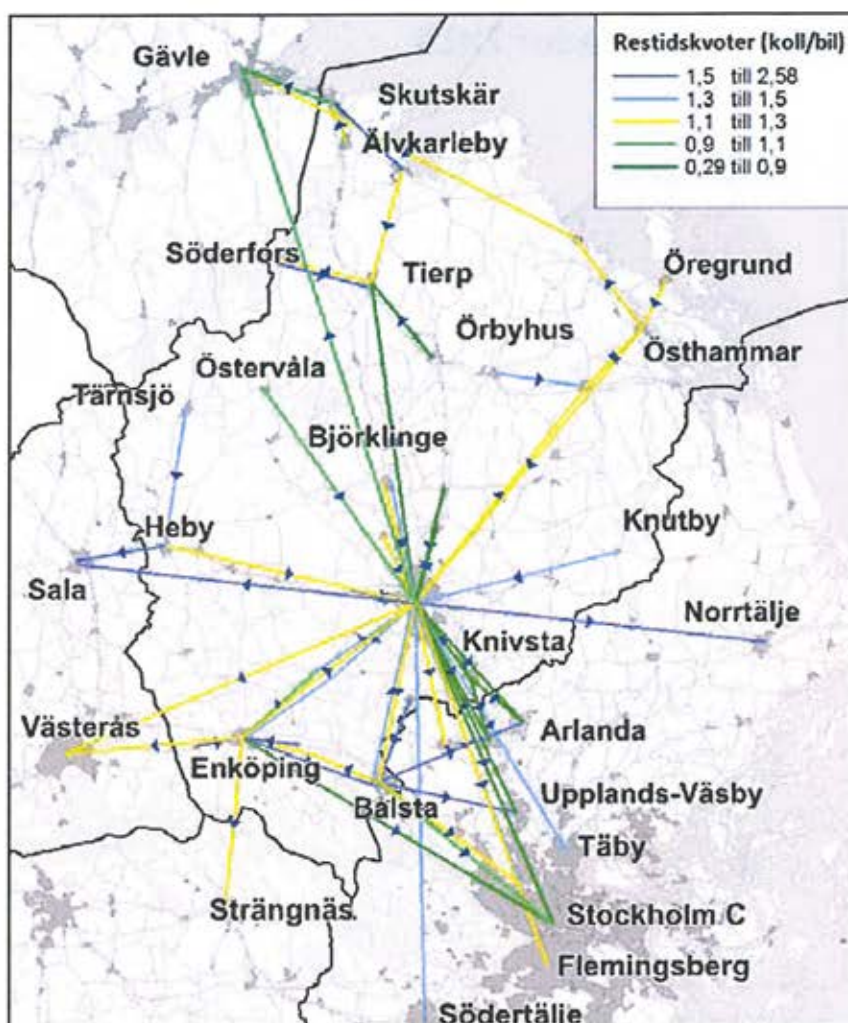 Restidskvoter (koll/bil)
1,5 till 2,58
1,3 till 1,5
1,1 till 1,3
0,9 till 1,1
0,29 till 0,9
Gävle
Skutskär
Älvkarleby
Söderfors
Tierp
Öregrund
Örbyhus
Östhammar
Östervåla
Tärnsjö
Björklinge
Heby
Knutby
Sala
Norrtälje
Knivsta
Västerås
Arlanda
Enköping
Bålsta
Upplands-Väsby
Täby
Strängnäs
Stockholm C
Flemingsberg
Södertälje